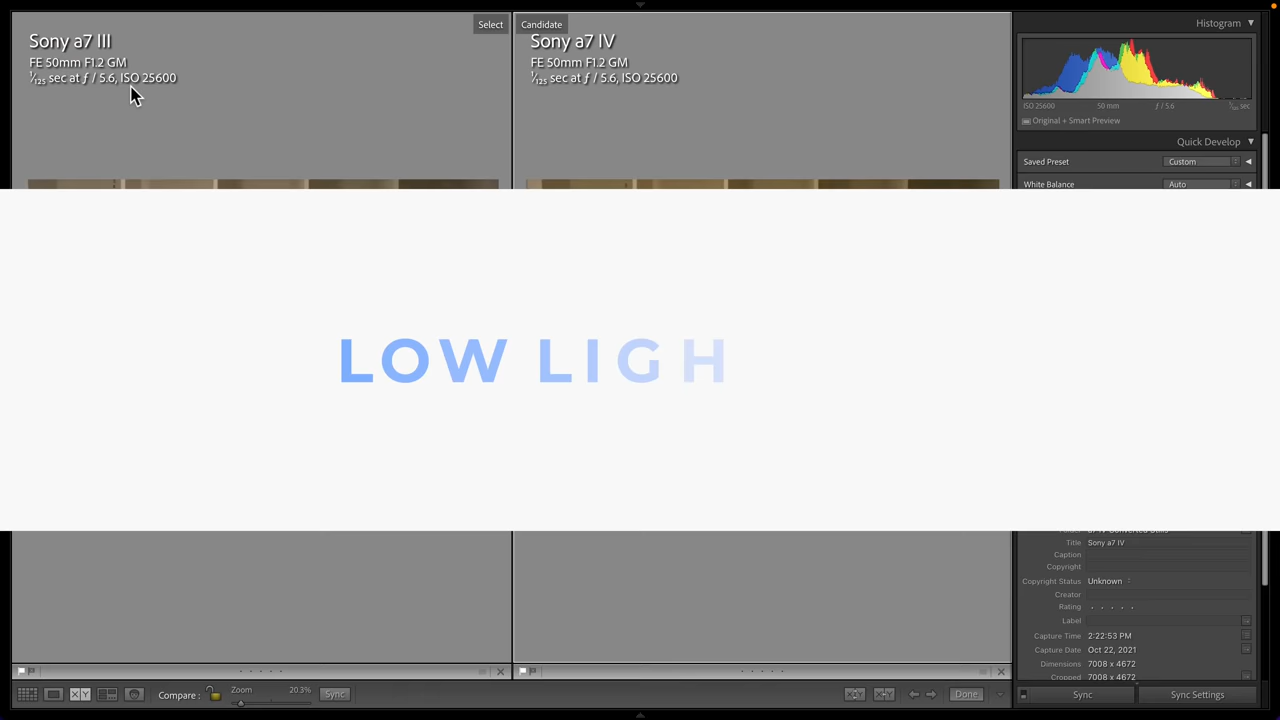 Select
Sony a7 III
FE 50mm F1.2 GM
1/125 sec at ƒ / 5.6, ISO 25600
Candidate
Sony a7 IV
FE 50mm F1.2 GM
1/125 sec at ƒ / 5.6, ISO 25600
Histogram
ISO 25600 50 mm ƒ / 5.6 sec
Original + Smart Preview
Quick Develop
Saved Preset Custom
White Balance Auto
LOW LIGH
Title Sony a7 IV
Caption
Copyright
Copyright Status Unknown
Creator
Rating
Label
Capture Time 2:22:53 PM
Capture Date Oct 22, 2021
Dimensions 7008 x 4672
Cropped 7008 x 4672
X Y Compare : Zoom 20.3% Sync
Done
Sync Sync Settings